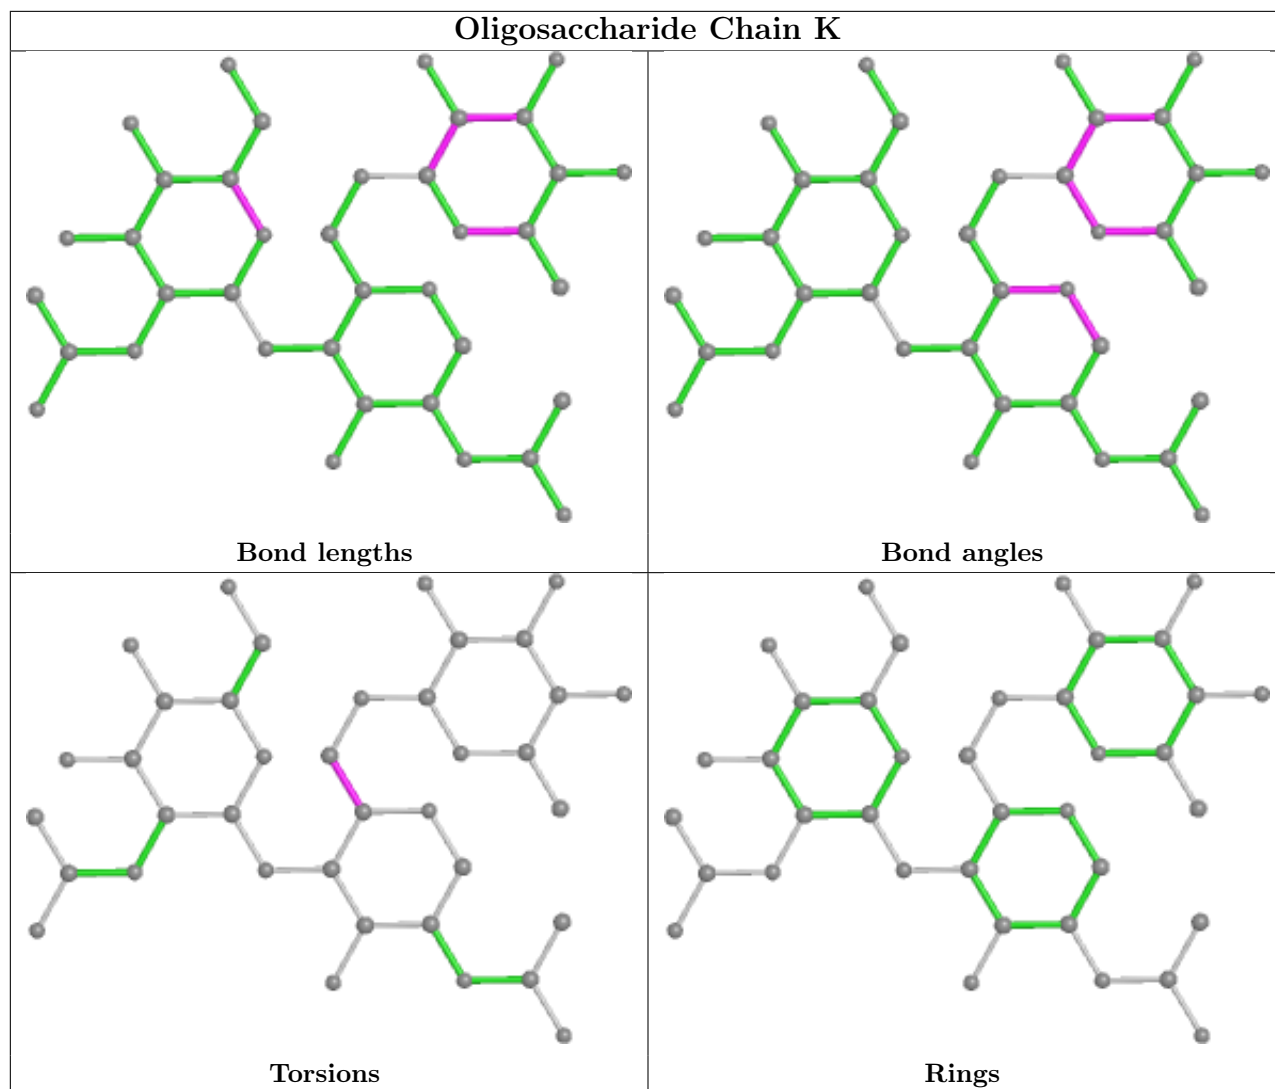 Oligosaccharide Chain K
Bond lengths
Bond angles
Torsions
Rings